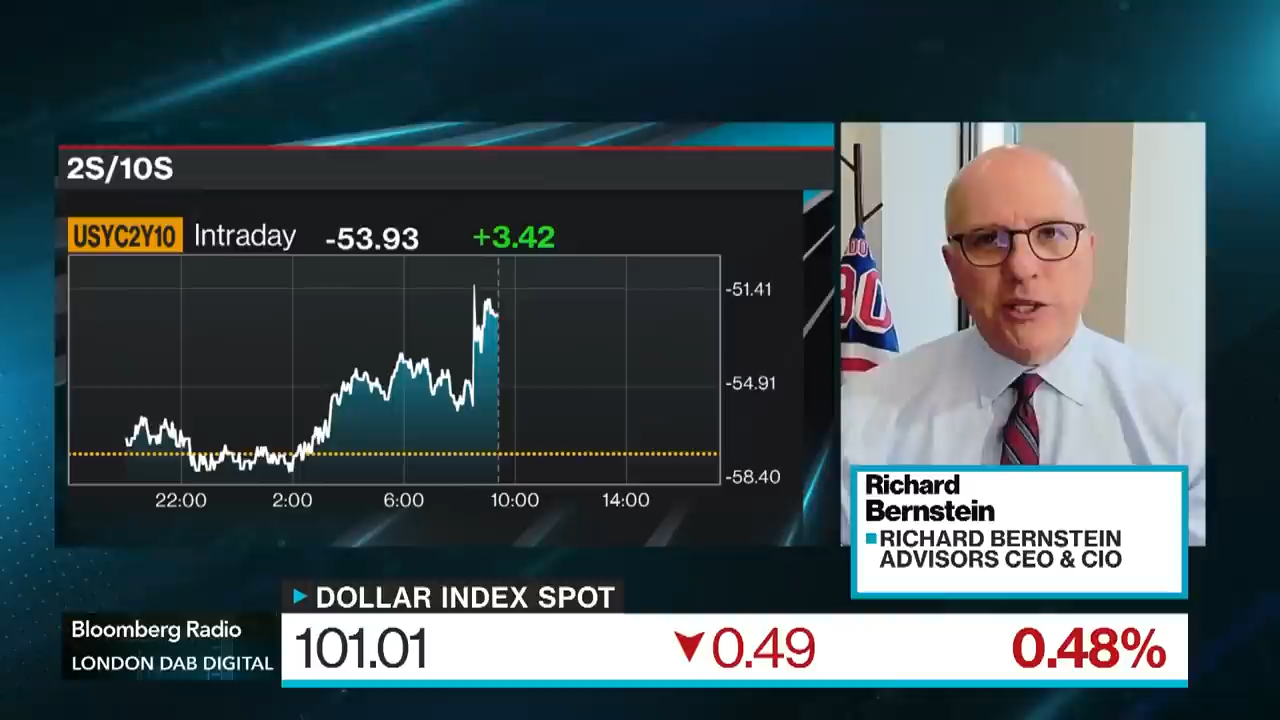 2S/10S
USYC2Y10 Intraday -53.93 +3.42
-51.41
-54.91
-58.40
22:00 2:00 6:00 10:00 14:00
Richard
Bernstein
RICHARD BERNSTEIN
ADVISORS CEO & CIO
DOLLAR INDEX SPOT
Bloomberg Radio
LONDON DAB DIGITAL
101.01 0.49 0.48%